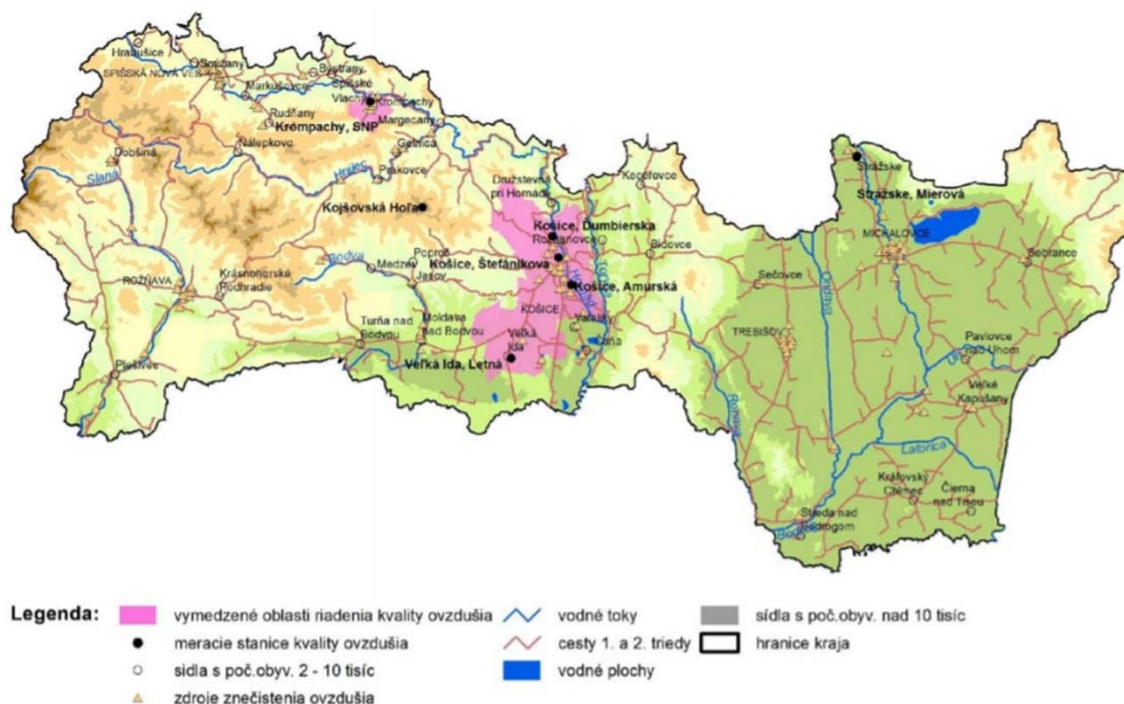 Hrabušice
Smižany
SPIŠSKÁ NOVÁ VES
Bystrany
Spišské
Vlachy
Markušovce
Krompachy
Rudňany
Krompachy, SNP
Margecany
Nálepkovo
Gelnica
Dobšiná
Slaná
Hnilec
Prakovce
Družstevná
pri Hornáde
Kecerovce
Strážske
Strážske, Mierová
Kojšovská Hoľa
Košice, Ďumbierska
Rozhanovce
MICHALOVCE
Bidovce
Sobrance
Košice, Štefánikova
Poproč
Bodva
Medzev
Jasov
Torysa
Hornád
Ondava
Sečovce
ROŽŇAVA
Krásnohorské
Podhradie
Košice, Amurská
KOŠICE
Moldava
nad Bodvou
Turňa nad
Bodvou
Valaliky
Veľká
Ida
Čaňa
TREBIŠOV
Pavlovce
nad Uhom
Uh
Plešivec
Veľká Ida, Letná
Veľké
Kapušany
Roňava
Latorica
Kráľovský
Chlmec
Čierna
nad Tisou
Streda nad
Bodrogom
Bodrog
Legenda:
vymedzené oblasti riadenia kvality ovzdušia
vodné toky
sídla s poč.obyv. nad 10 tisíc
meracie stanice kvality ovzdušia
cesty 1. a 2. triedy
hranice kraja
sídla s poč.obyv. 2 - 10 tisíc
vodné plochy
zdroje znečistenia ovzdušia